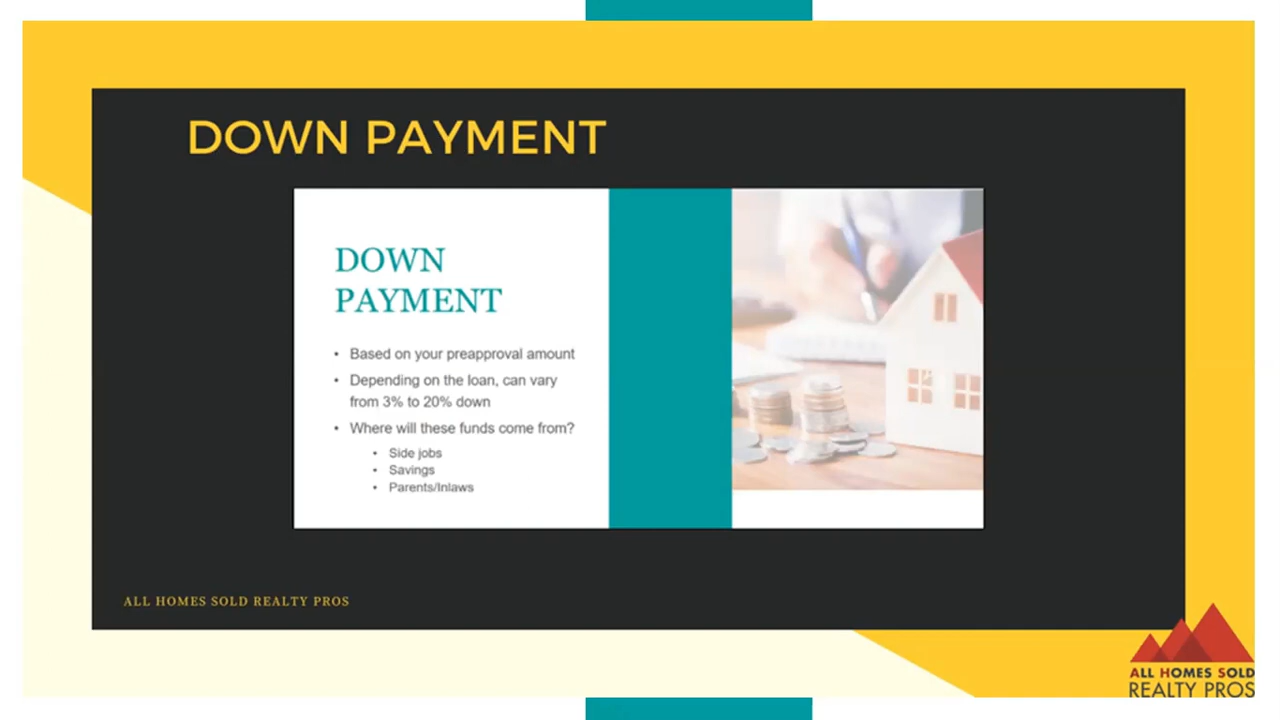 DOWN PAYMENT
DOWN
PAYMENT
• Based on your preapproval amount
• Depending on the loan, can vary
from 3% to 20% down
• Where will these funds come from?
• Side jobs
• Savings
• Parents/Inlaws
ALL HOMES SOLD REALTY PROS
ALL HOMES SOLD
REALTY PROS